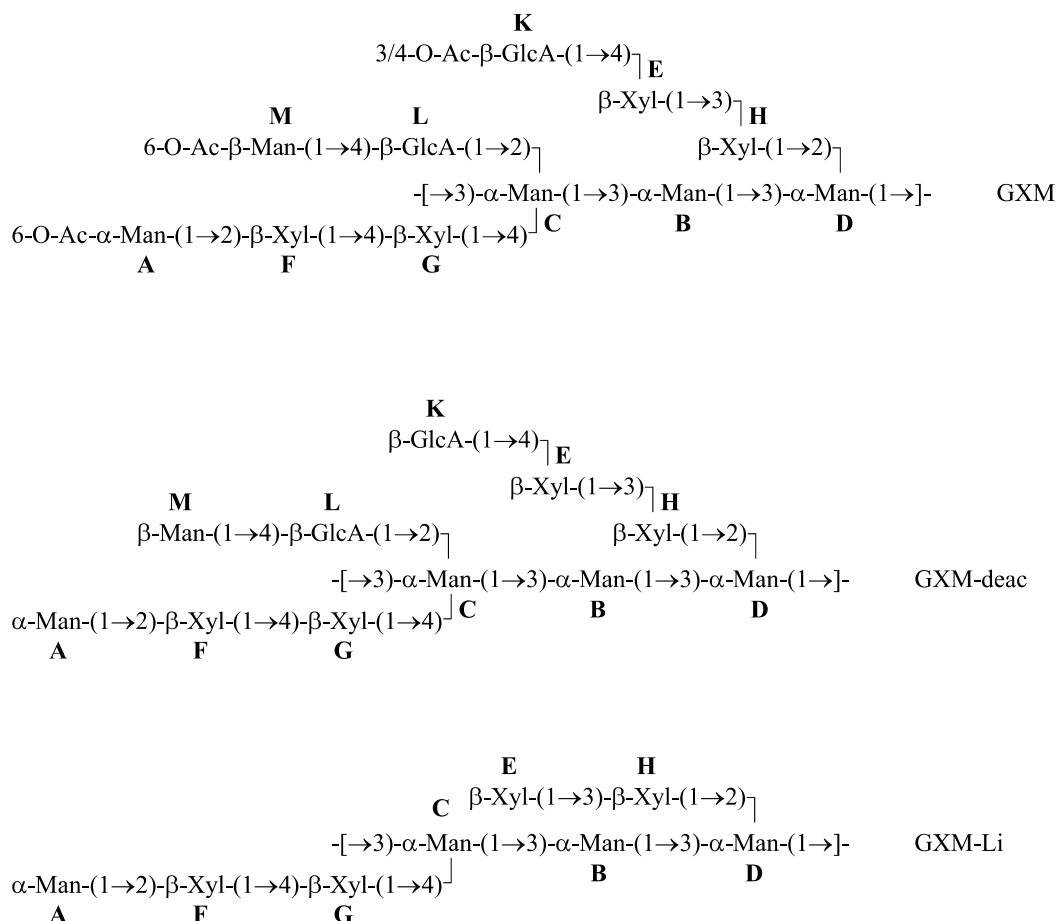 K
3/4-O-Ac-β-GlcA-(1→4)
E
β-Xyl-(1→3)
M L H
6-O-Ac-β-Man-(1→4)-β-GlcA-(1→2) β-Xyl-(1→2)
-[→3)-α-Man-(1→3)-α-Man-(1→3)-α-Man-(1→]- GXM
C B D
6-O-Ac-α-Man-(1→2)-β-Xyl-(1→4)-β-Xyl-(1→4)
A F G
K
β-GlcA-(1→4)
E
β-Xyl-(1→3)
M L H
β-Man-(1→4)-β-GlcA-(1→2) β-Xyl-(1→2)
-[→3)-α-Man-(1→3)-α-Man-(1→3)-α-Man-(1→]- GXM-deac
C B D
α-Man-(1→2)-β-Xyl-(1→4)-β-Xyl-(1→4)
A F G
E H
C β-Xyl-(1→3)-β-Xyl-(1→2)
-[→3)-α-Man-(1→3)-α-Man-(1→3)-α-Man-(1→]- GXM-Li
B D
α-Man-(1→2)-β-Xyl-(1→4)-β-Xyl-(1→4)
A F G